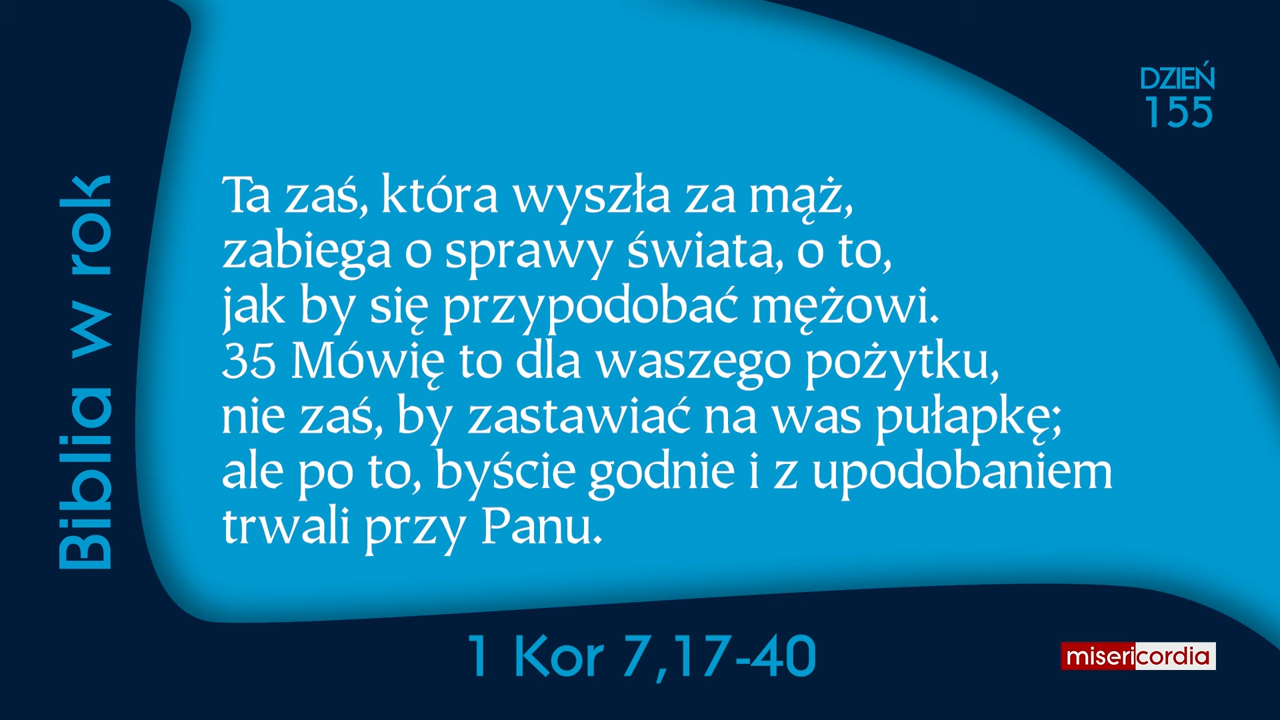 DZIEŃ
155
Biblia w rok
Ta zaś, która wyszła za mąż,
zabiega o sprawy świata, o to,
jak by się przypodobać mężowi.
35 Mówię to dla waszego pożytku,
nie zaś, by zastawiać na was pułapkę;
ale po to, byście godnie i z upodobaniem
trwali przy Panu.
1 Kor 7,17-40
misericordia